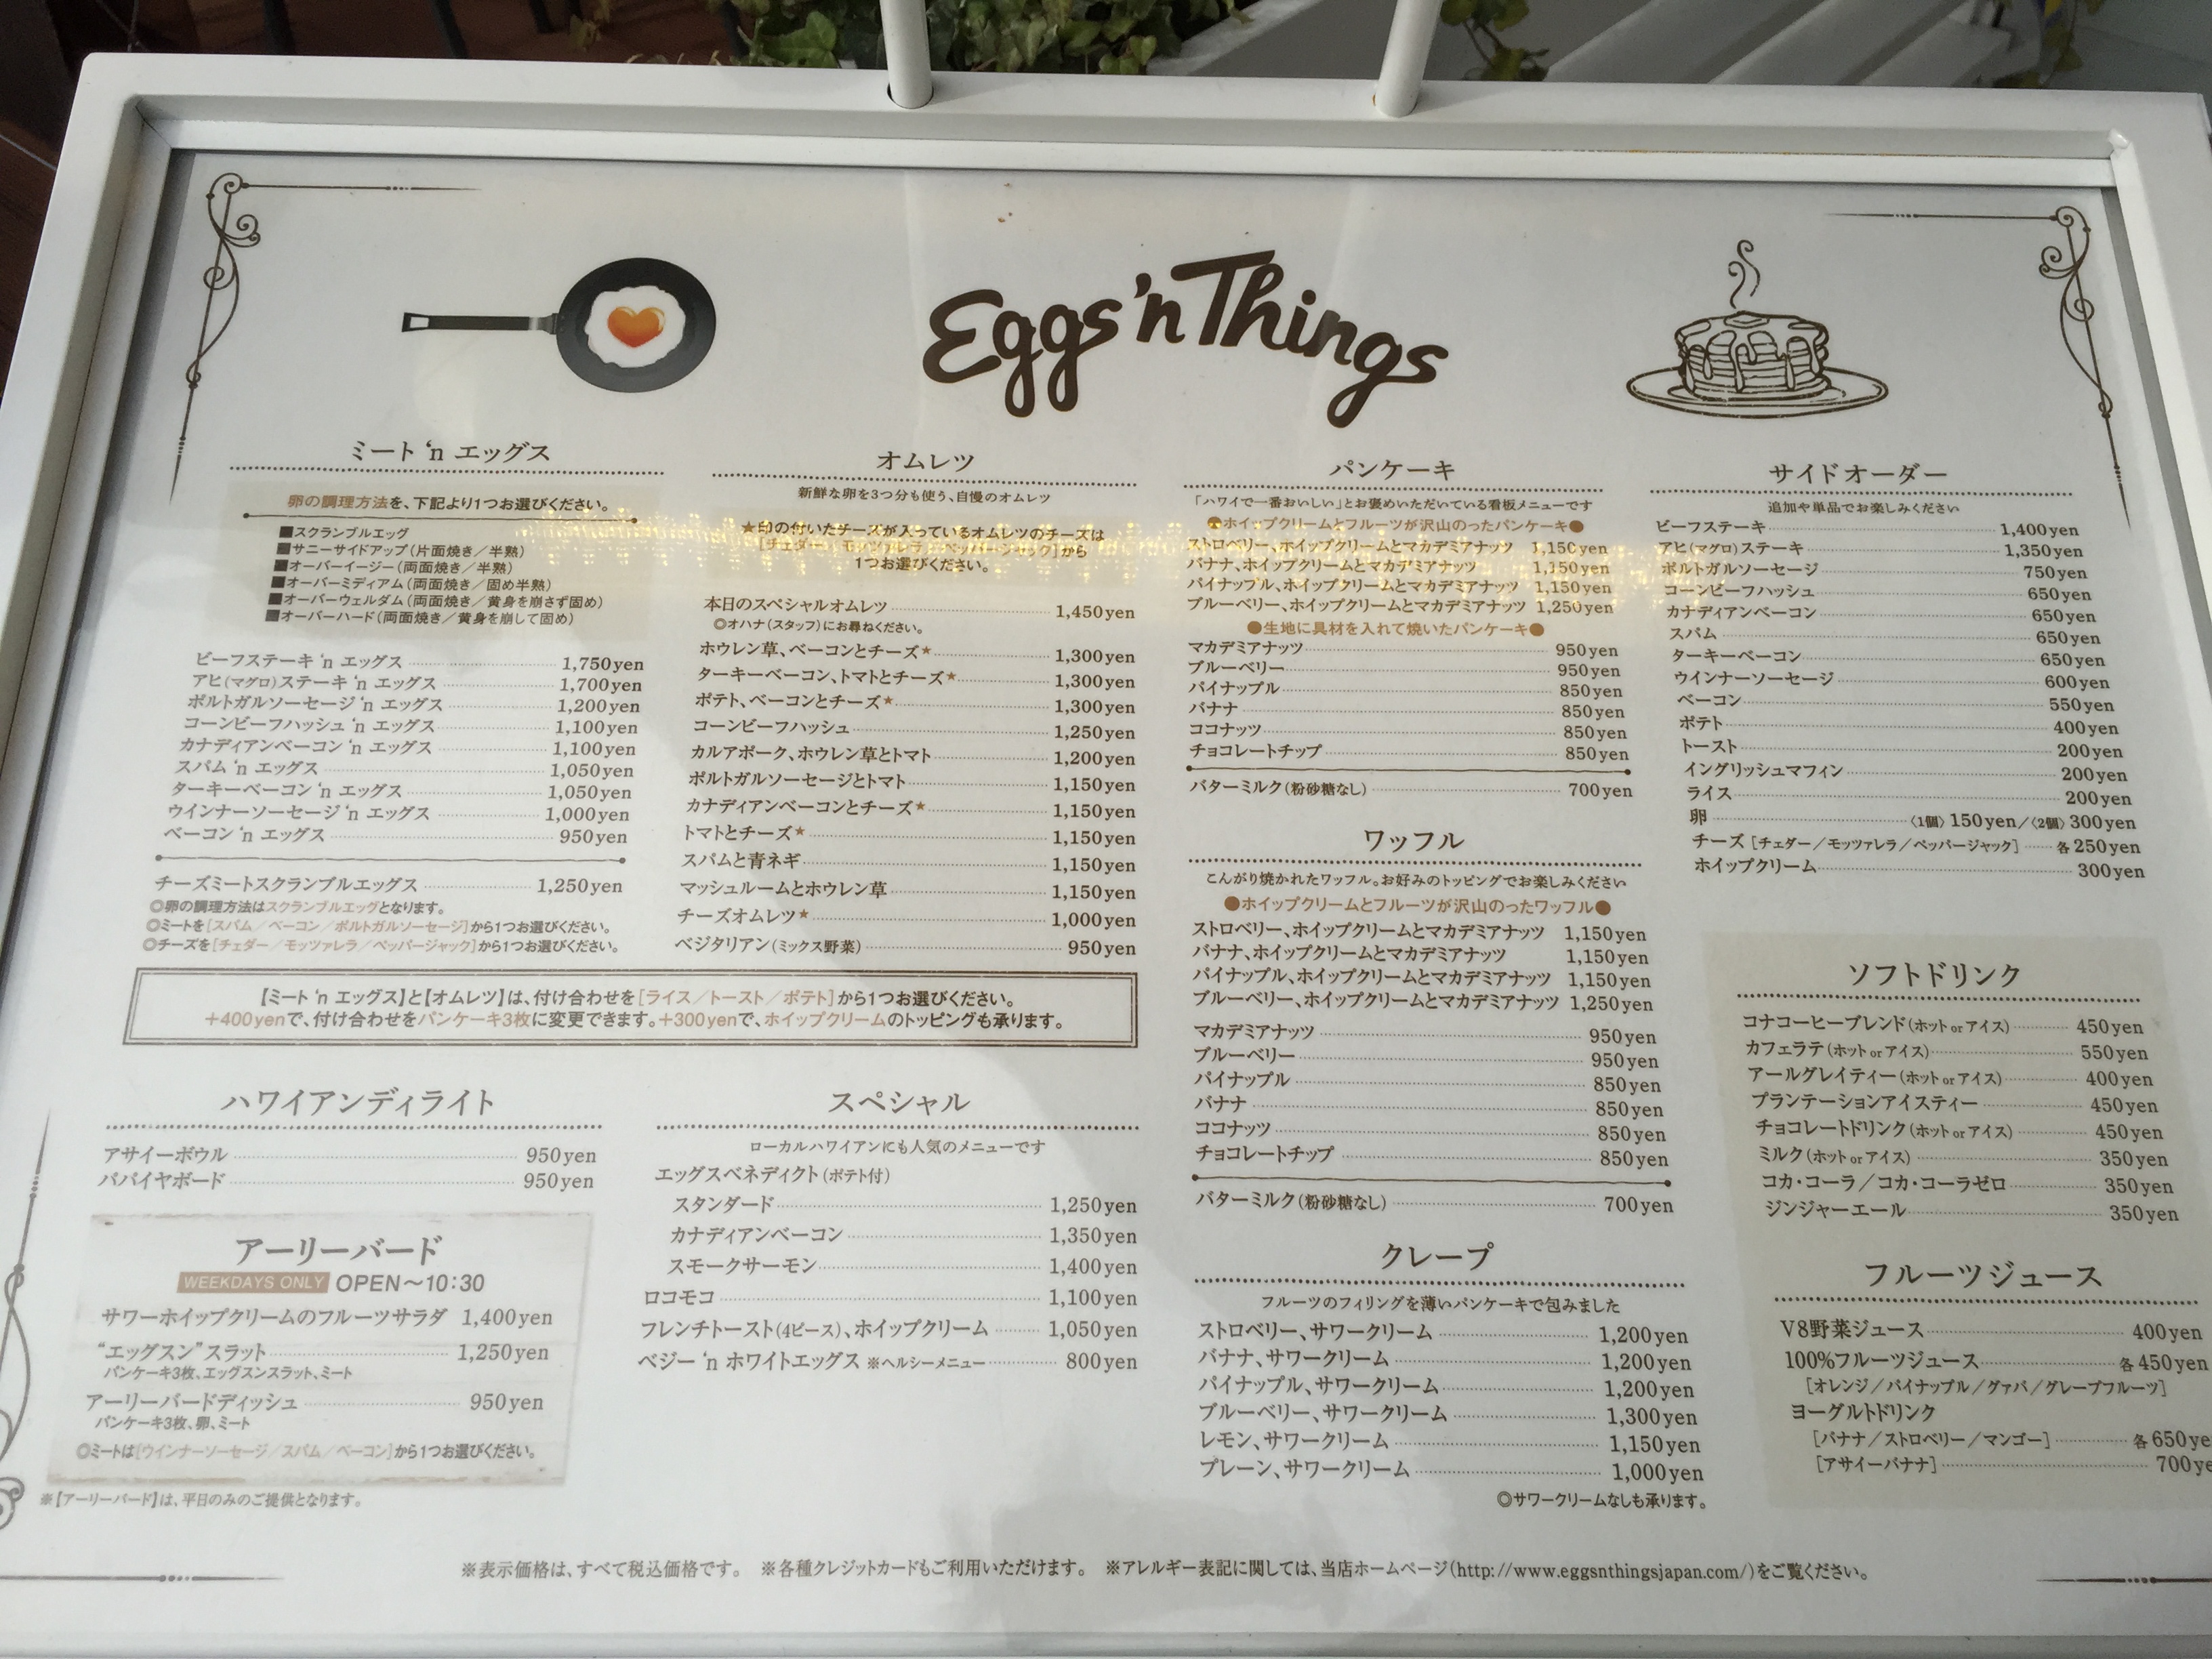 Eggs'n Things
ミート 'n エッグス
卵の調理方法を、下記より1つお選びください。
■スクランブルエッグ
■サニーサイドアップ（片面焼き／半熟）
■オーバーイージー（両面焼き／半熟）
■オーバーミディアム（両面焼き／固め半熟）
■オーバーウェルダム（両面焼き／黄身を崩さず固め）
■オーバーハード（両面焼き／黄身を崩して固め）
ビーフステーキ 'n エッグス 1,750yen
アヒ（マグロ）ステーキ 'n エッグス 1,700yen
ポルトガルソーセージ 'n エッグス 1,200yen
コーンビーフハッシュ 'n エッグス 1,100yen
カナディアンベーコン 'n エッグス 1,100yen
スパム 'n エッグス 1,050yen
ターキーベーコン 'n エッグス 1,050yen
ウインナーソーセージ 'n エッグス 1,000yen
ベーコン 'n エッグス 950yen
チーズミートスクランブルエッグス 1,250yen
◎卵の調理方法はスクランブルエッグとなります。
◎ミートを[スパム／ベーコン／ポルトガルソーセージ]から1つお選びください。
◎チーズを[チェダー／モッツァレラ／ペッパージャック]から1つお選びください。
オムレツ
新鮮な卵を3つ分も使う、自慢のオムレツ
★印の付いたチーズが入っているオムレツのチーズは
[チェダー／モッツァレラ／ペッパージャック]から
1つお選びください。
本日のスペシャルオムレツ 1,450yen
◎オハナ（スタッフ）にお尋ねください。
ホウレン草、ベーコンとチーズ★ 1,300yen
ターキーベーコン、トマトとチーズ★ 1,300yen
ポテト、ベーコンとチーズ★ 1,300yen
コーンビーフハッシュ 1,250yen
カルアポーク、ホウレン草とトマト 1,200yen
ポルトガルソーセージとトマト 1,150yen
カナディアンベーコンとチーズ★ 1,150yen
トマトとチーズ★ 1,150yen
スパムと青ネギ 1,150yen
マッシュルームとホウレン草 1,150yen
チーズオムレツ★ 1,000yen
ベジタリアン（ミックス野菜） 950yen
【ミート 'n エッグス】と【オムレツ】は、付け合わせを[ライス／トースト／ポテト]から1つお選びください。
＋400yenで、付け合わせをパンケーキ3枚に変更できます。＋300yenで、ホイップクリームのトッピングも承ります。
ハワイアンディライト
アサイーボウル 950yen
パパイヤボード 950yen
アーリーバード
WEEKDAYS ONLY OPEN～10:30
サワーホイップクリームのフルーツサラダ 1,400yen
“エッグスン”スラット 1,250yen
パンケーキ3枚、エッグスンスラット、ミート
アーリーバードディッシュ 950yen
パンケーキ3枚、卵、ミート
◎ミートは[ウインナーソーセージ／スパム／ベーコン]から1つお選びください。
※【アーリーバード】は、平日のみのご提供となります。
スペシャル
ローカルハワイアンにも人気のメニューです
エッグスベネディクト（ポテト付）
スタンダード 1,250yen
カナディアンベーコン 1,350yen
スモークサーモン 1,400yen
ロコモコ 1,100yen
フレンチトースト(4ピース)、ホイップクリーム 1,050yen
ベジー 'n ホワイトエッグス ※ヘルシーメニュー 800yen
パンケーキ
「ハワイで一番おいしい」とお褒めいただいている看板メニューです
●ホイップクリームとフルーツが沢山のったパンケーキ●
ストロベリー、ホイップクリームとマカデミアナッツ 1,150yen
バナナ、ホイップクリームとマカデミアナッツ 1,150yen
パイナップル、ホイップクリームとマカデミアナッツ 1,150yen
ブルーベリー、ホイップクリームとマカデミアナッツ 1,250yen
●生地に具材を入れて焼いたパンケーキ●
マカデミアナッツ 950yen
ブルーベリー 950yen
パイナップル 850yen
バナナ 850yen
ココナッツ 850yen
チョコレートチップ 850yen
バターミルク（粉砂糖なし） 700yen
ワッフル
こんがり焼かれたワッフル。お好みのトッピングでお楽しみください
●ホイップクリームとフルーツが沢山のったワッフル●
ストロベリー、ホイップクリームとマカデミアナッツ 1,150yen
バナナ、ホイップクリームとマカデミアナッツ 1,150yen
パイナップル、ホイップクリームとマカデミアナッツ 1,150yen
ブルーベリー、ホイップクリームとマカデミアナッツ 1,250yen
マカデミアナッツ 950yen
ブルーベリー 950yen
パイナップル 850yen
バナナ 850yen
ココナッツ 850yen
チョコレートチップ 850yen
バターミルク（粉砂糖なし） 700yen
クレープ
フルーツのフィリングを薄いパンケーキで包みました
ストロベリー、サワークリーム 1,200yen
バナナ、サワークリーム 1,200yen
パイナップル、サワークリーム 1,200yen
ブルーベリー、サワークリーム 1,300yen
レモン、サワークリーム 1,150yen
プレーン、サワークリーム 1,000yen
◎サワークリームなしも承ります。
サイドオーダー
追加や単品でお楽しみください
ビーフステーキ 1,400yen
アヒ（マグロ）ステーキ 1,350yen
ポルトガルソーセージ 750yen
コーンビーフハッシュ 650yen
カナディアンベーコン 650yen
スパム 650yen
ターキーベーコン 650yen
ウインナーソーセージ 600yen
ベーコン 550yen
ポテト 400yen
トースト 200yen
イングリッシュマフィン 200yen
ライス 200yen
卵 〈1個〉150yen／〈2個〉300yen
チーズ［チェダー／モッツァレラ／ペッパージャック］ 各250yen
ホイップクリーム 300yen
ソフトドリンク
コナコーヒーブレンド（ホット or アイス） 450yen
カフェラテ（ホット or アイス） 550yen
アールグレイティー（ホット or アイス） 400yen
プランテーションアイスティー 450yen
チョコレートドリンク（ホット or アイス） 450yen
ミルク（ホット or アイス） 350yen
コカ・コーラ／コカ・コーラゼロ 350yen
ジンジャーエール 350yen
フルーツジュース
V8野菜ジュース 400yen
100%フルーツジュース 各450yen
［オレンジ／パイナップル／グァバ／グレープフルーツ］
ヨーグルトドリンク
［バナナ／ストロベリー／マンゴー］ 各650ye
［アサイーバナナ］ 700ye
※表示価格は、すべて税込価格です。 ※各種クレジットカードもご利用いただけます。 ※アレルギー表記に関しては、当店ホームページ（http://www.eggsnthingsjapan.com/）をご覧ください。